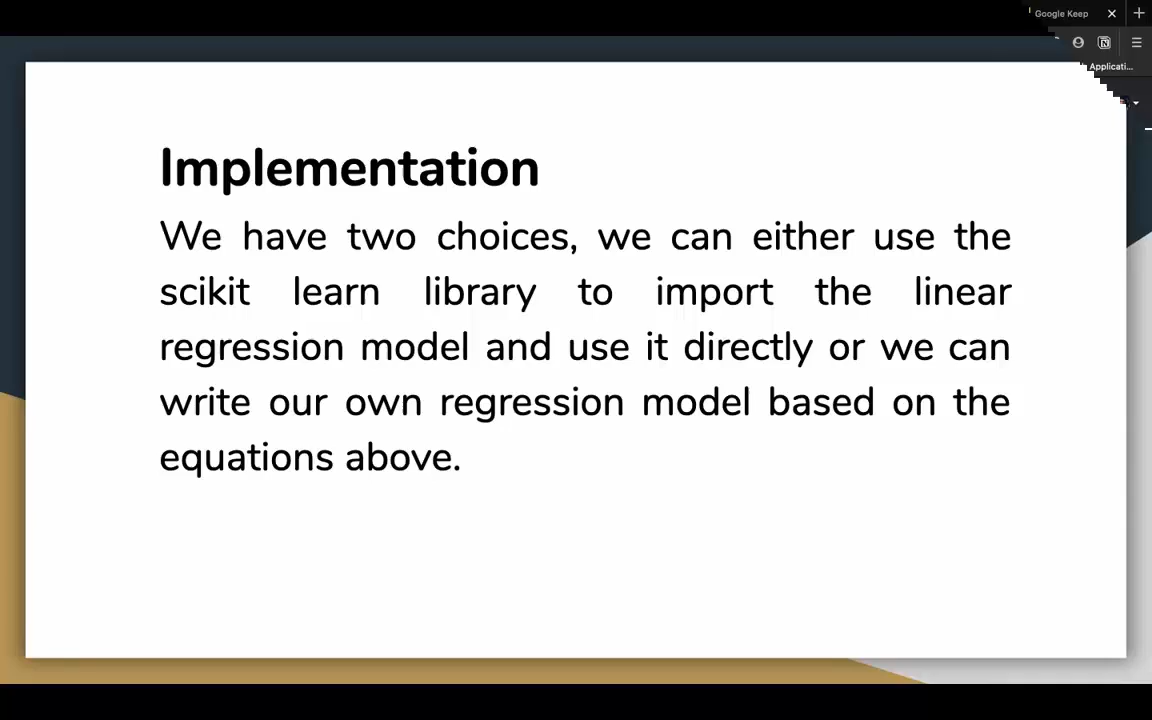 Google Keep
Applicati...
Implementation
We have two choices, we can either use the
scikit learn library to import the linear
regression model and use it directly or we can
write our own regression model based on the
equations above.